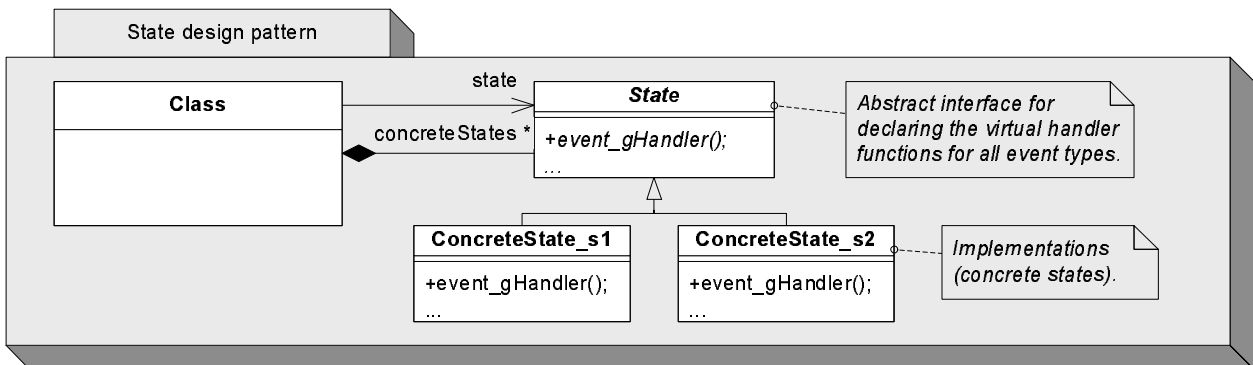 State design pattern
Class
state
concreteStates *
State
+event_gHandler();
...
Abstract interface for
declaring the virtual handler
functions for all event types.
ConcreteState_s1
+event_gHandler();
...
ConcreteState_s2
+event_gHandler();
...
Implementations
(concrete states).